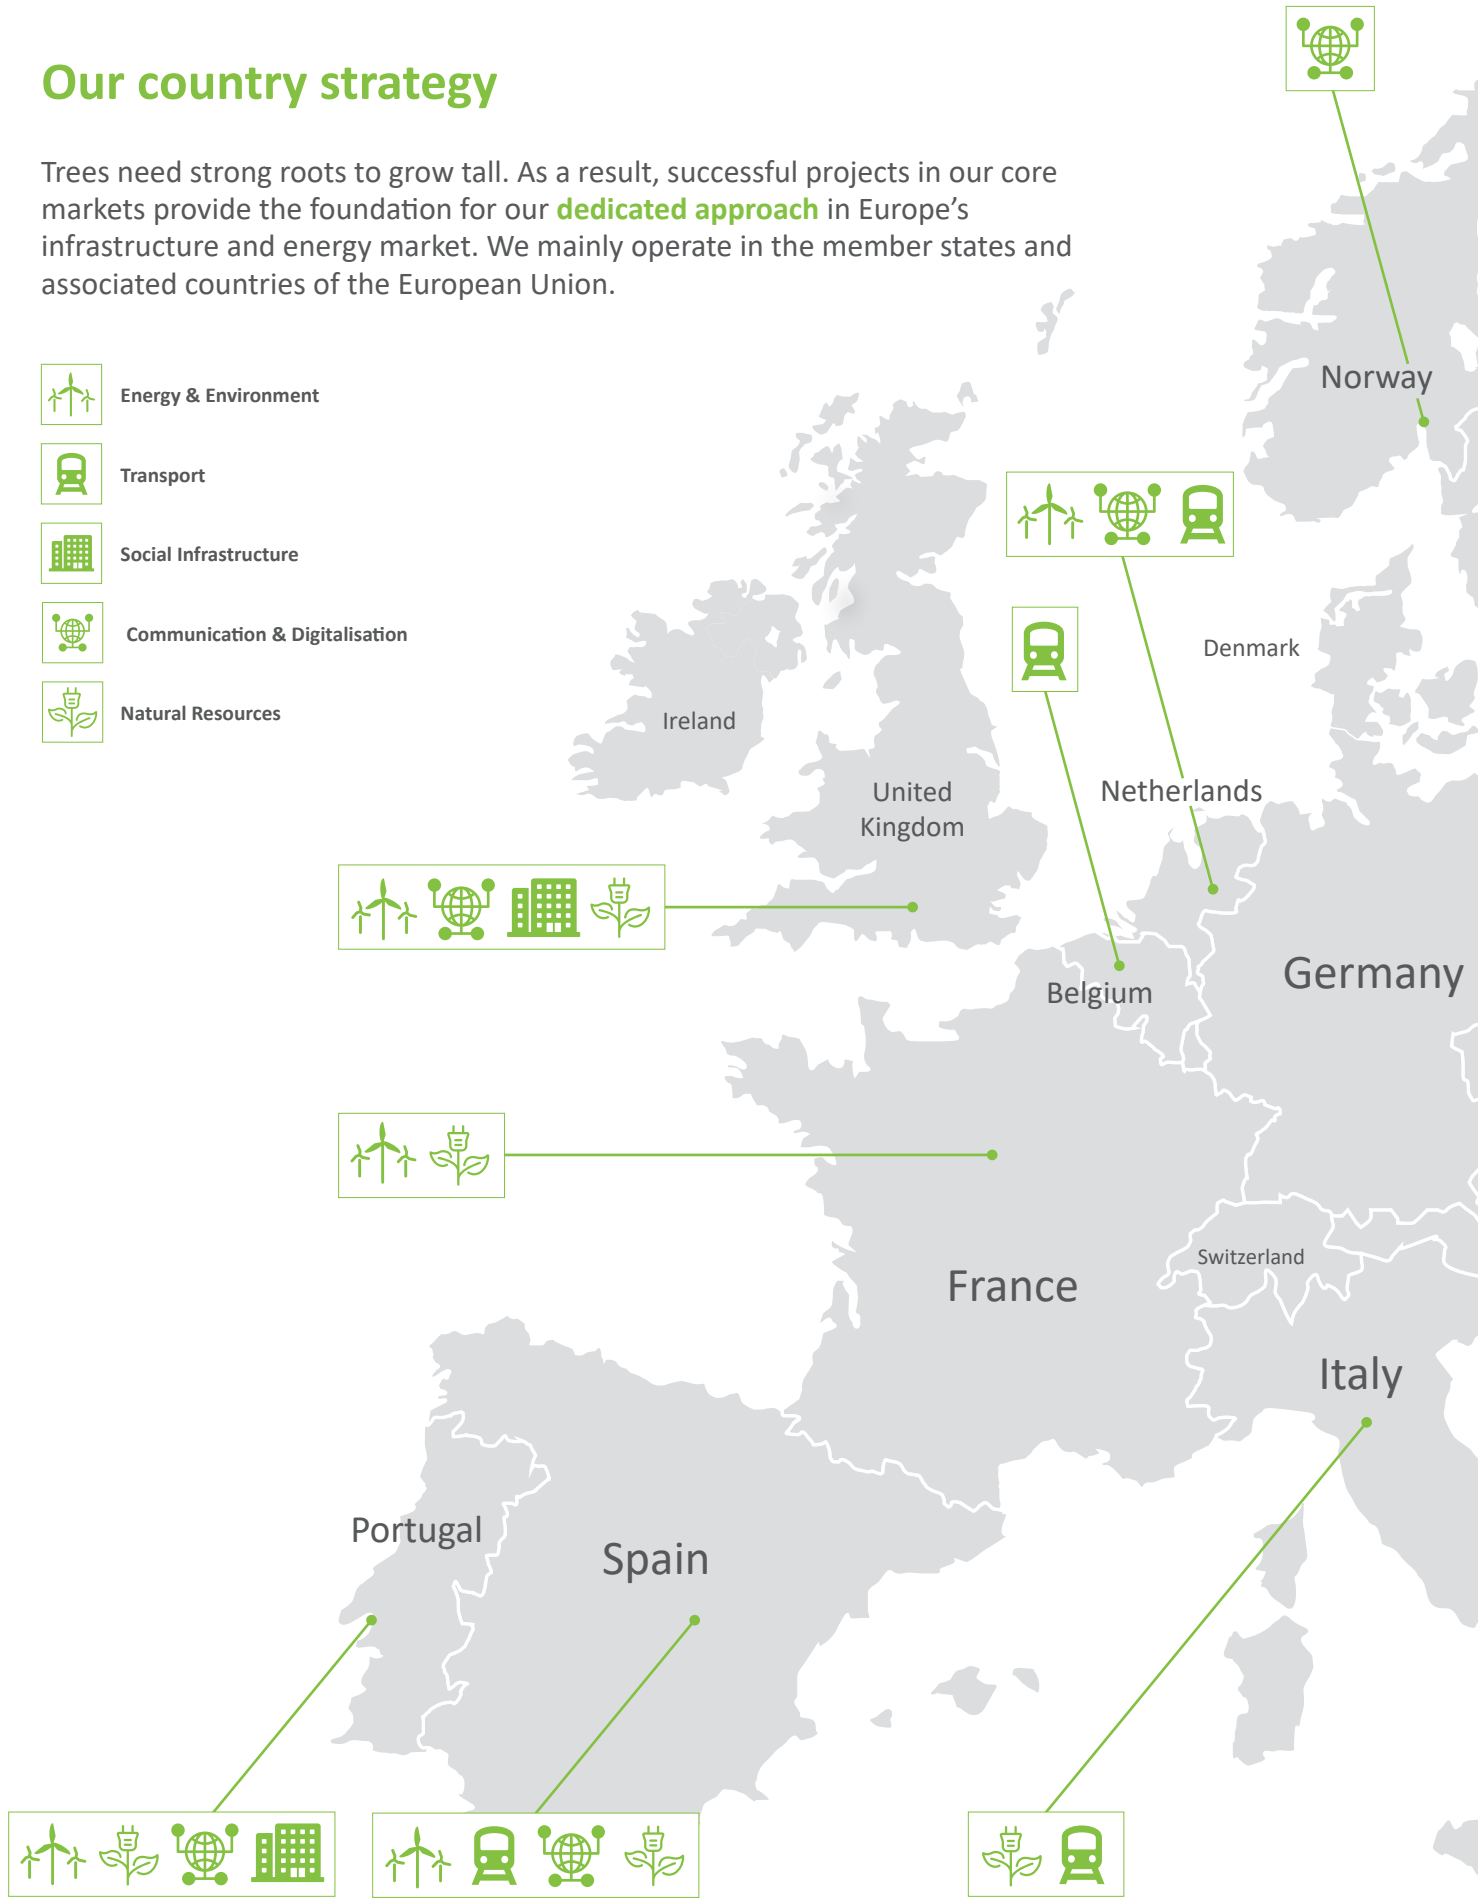 Our country strategy
Trees need strong roots to grow tall. As a result, successful projects in our core
markets provide the foundation for our dedicated approach in Europe’s
infrastructure and energy market. We mainly operate in the member states and
associated countries of the European Union.
Energy & Environment
Transport
Social Infrastructure
Communication & Digitalisation
Natural Resources
Norway
Denmark
Ireland
United
Kingdom
Netherlands
Belgium
Germany
Switzerland
France
Italy
Portugal
Spain